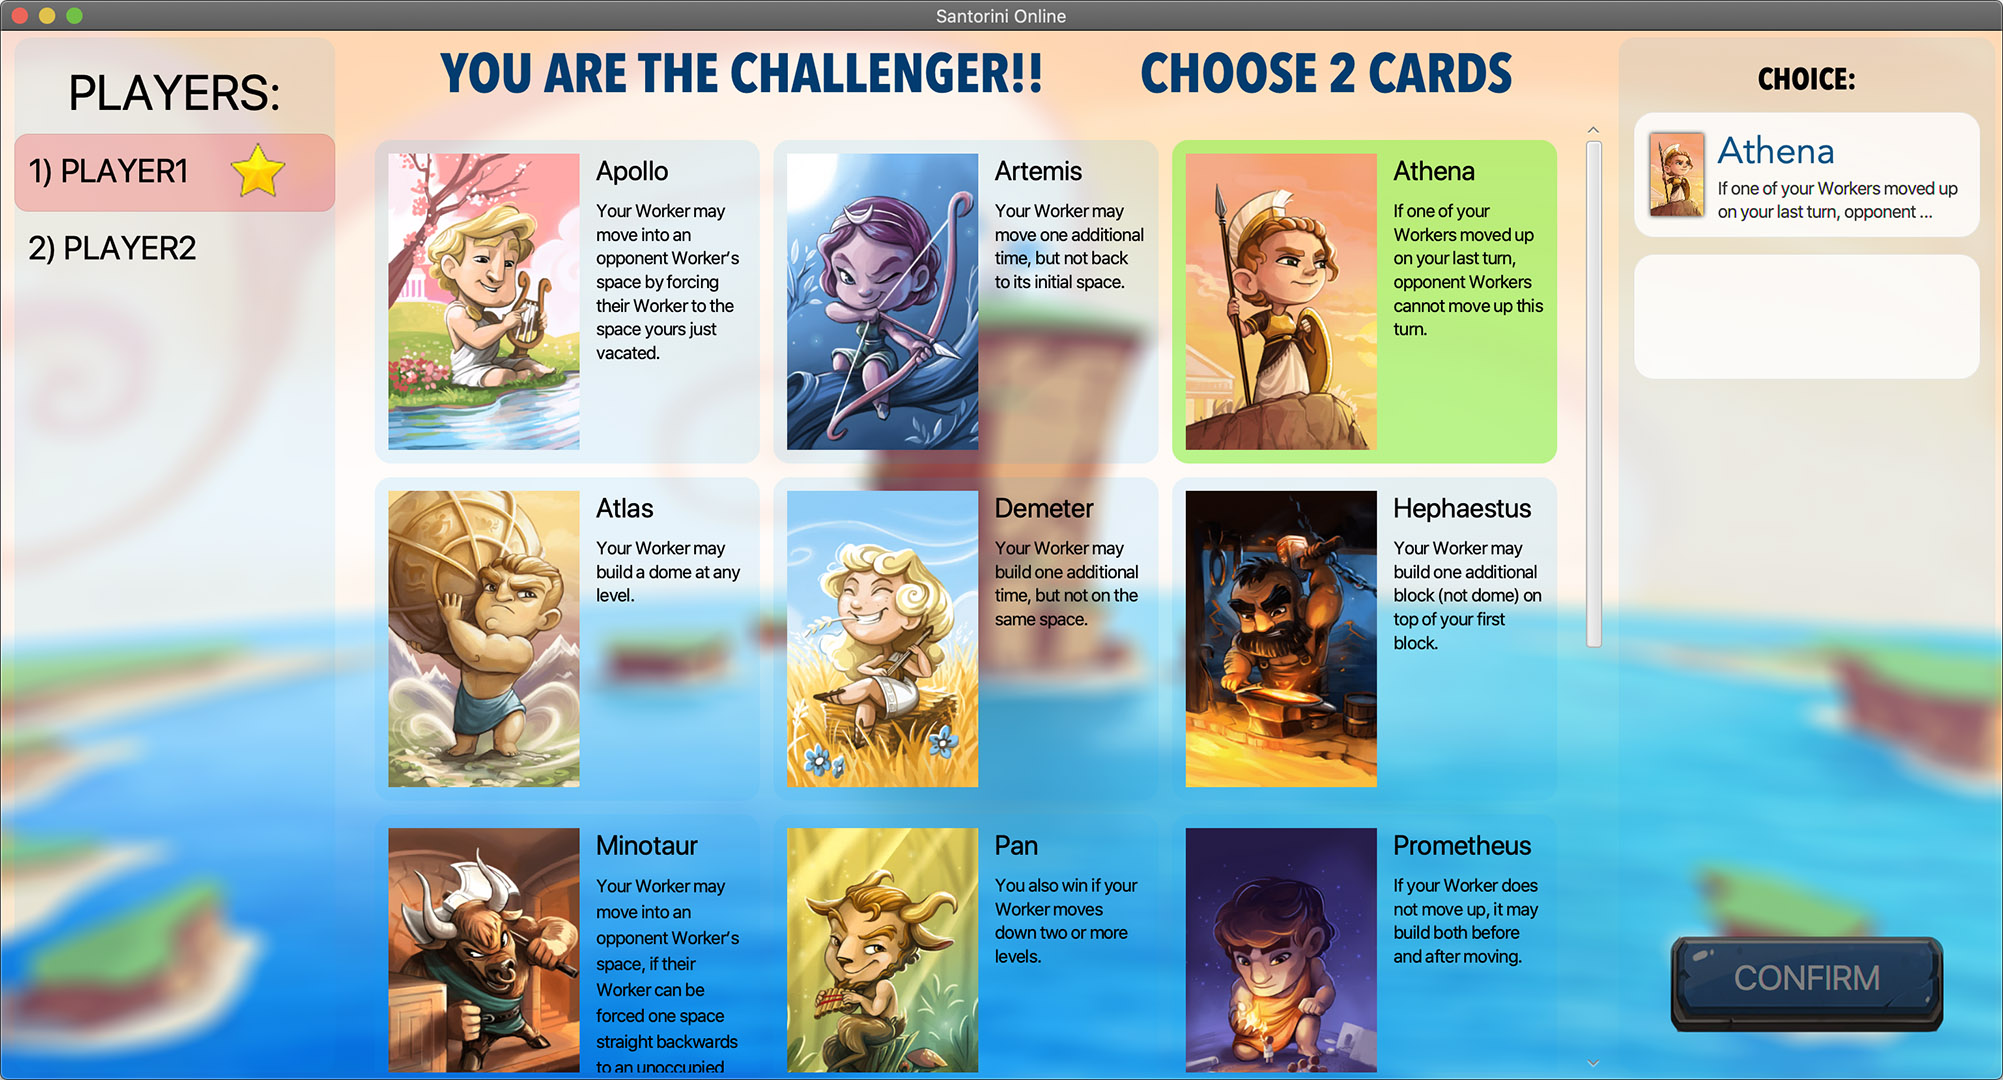 Santorini Online
PLAYERS:
1) PLAYER1
2) PLAYER2
YOU ARE THE CHALLENGER!!
CHOOSE 2 CARDS
Apollo
Your Worker may
move into an
opponent Worker's
space by forcing
their Worker to the
space yours just
vacated.
Artemis
Your Worker may
move one additional
time, but not back
to its initial space.
Athena
If one of your
Workers moved up
on your last turn,
opponent Workers
cannot move up this
turn.
Atlas
Your Worker may
build a dome at any
level.
Demeter
Your Worker may
build one additional
time, but not on the
same space.
Hephaestus
Your Worker may
build one additional
block (not dome) on
top of your first
block.
Minotaur
Your Worker may
move into an
opponent Worker's
space, if their
Worker can be
forced one space
straight backwards
to an unoccupied
Pan
You also win if your
Worker moves
down two or more
levels.
Prometheus
If your Worker does
not move up, it may
build both before
and after moving.
CHOICE:
Athena
If one of your Workers moved up
on your last turn, opponent ...
CONFIRM